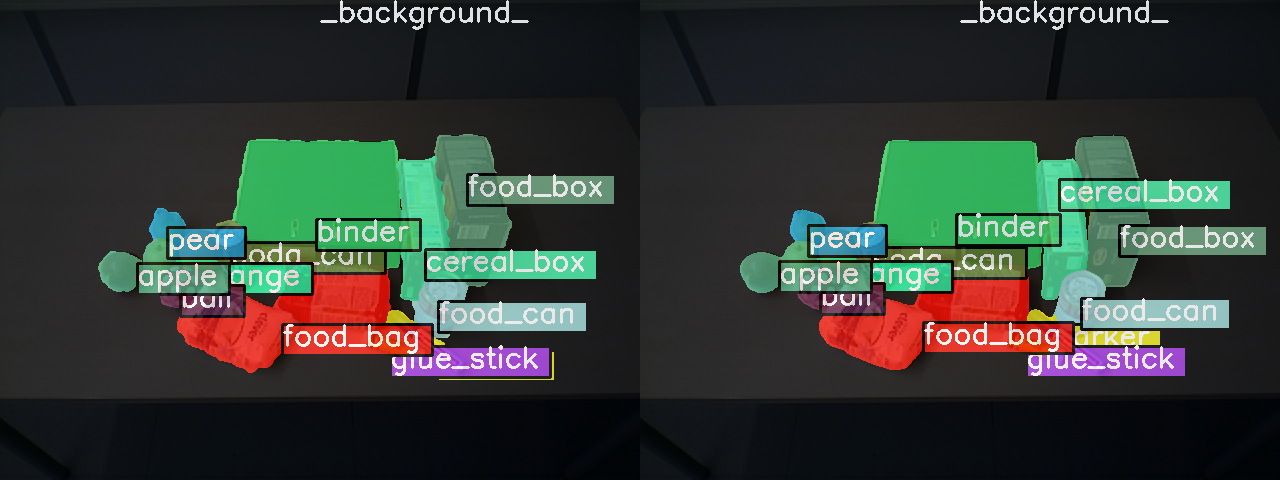 _background_
_background_
food_box
cereal_box
binder
pear
food_box
binder
pear
oda_can
cereal_box
apple
ange
oda_can
apple
ange
ball
food_can
food_bag
glue_stick
ball
food_can
food_bag
arker
glue_stick